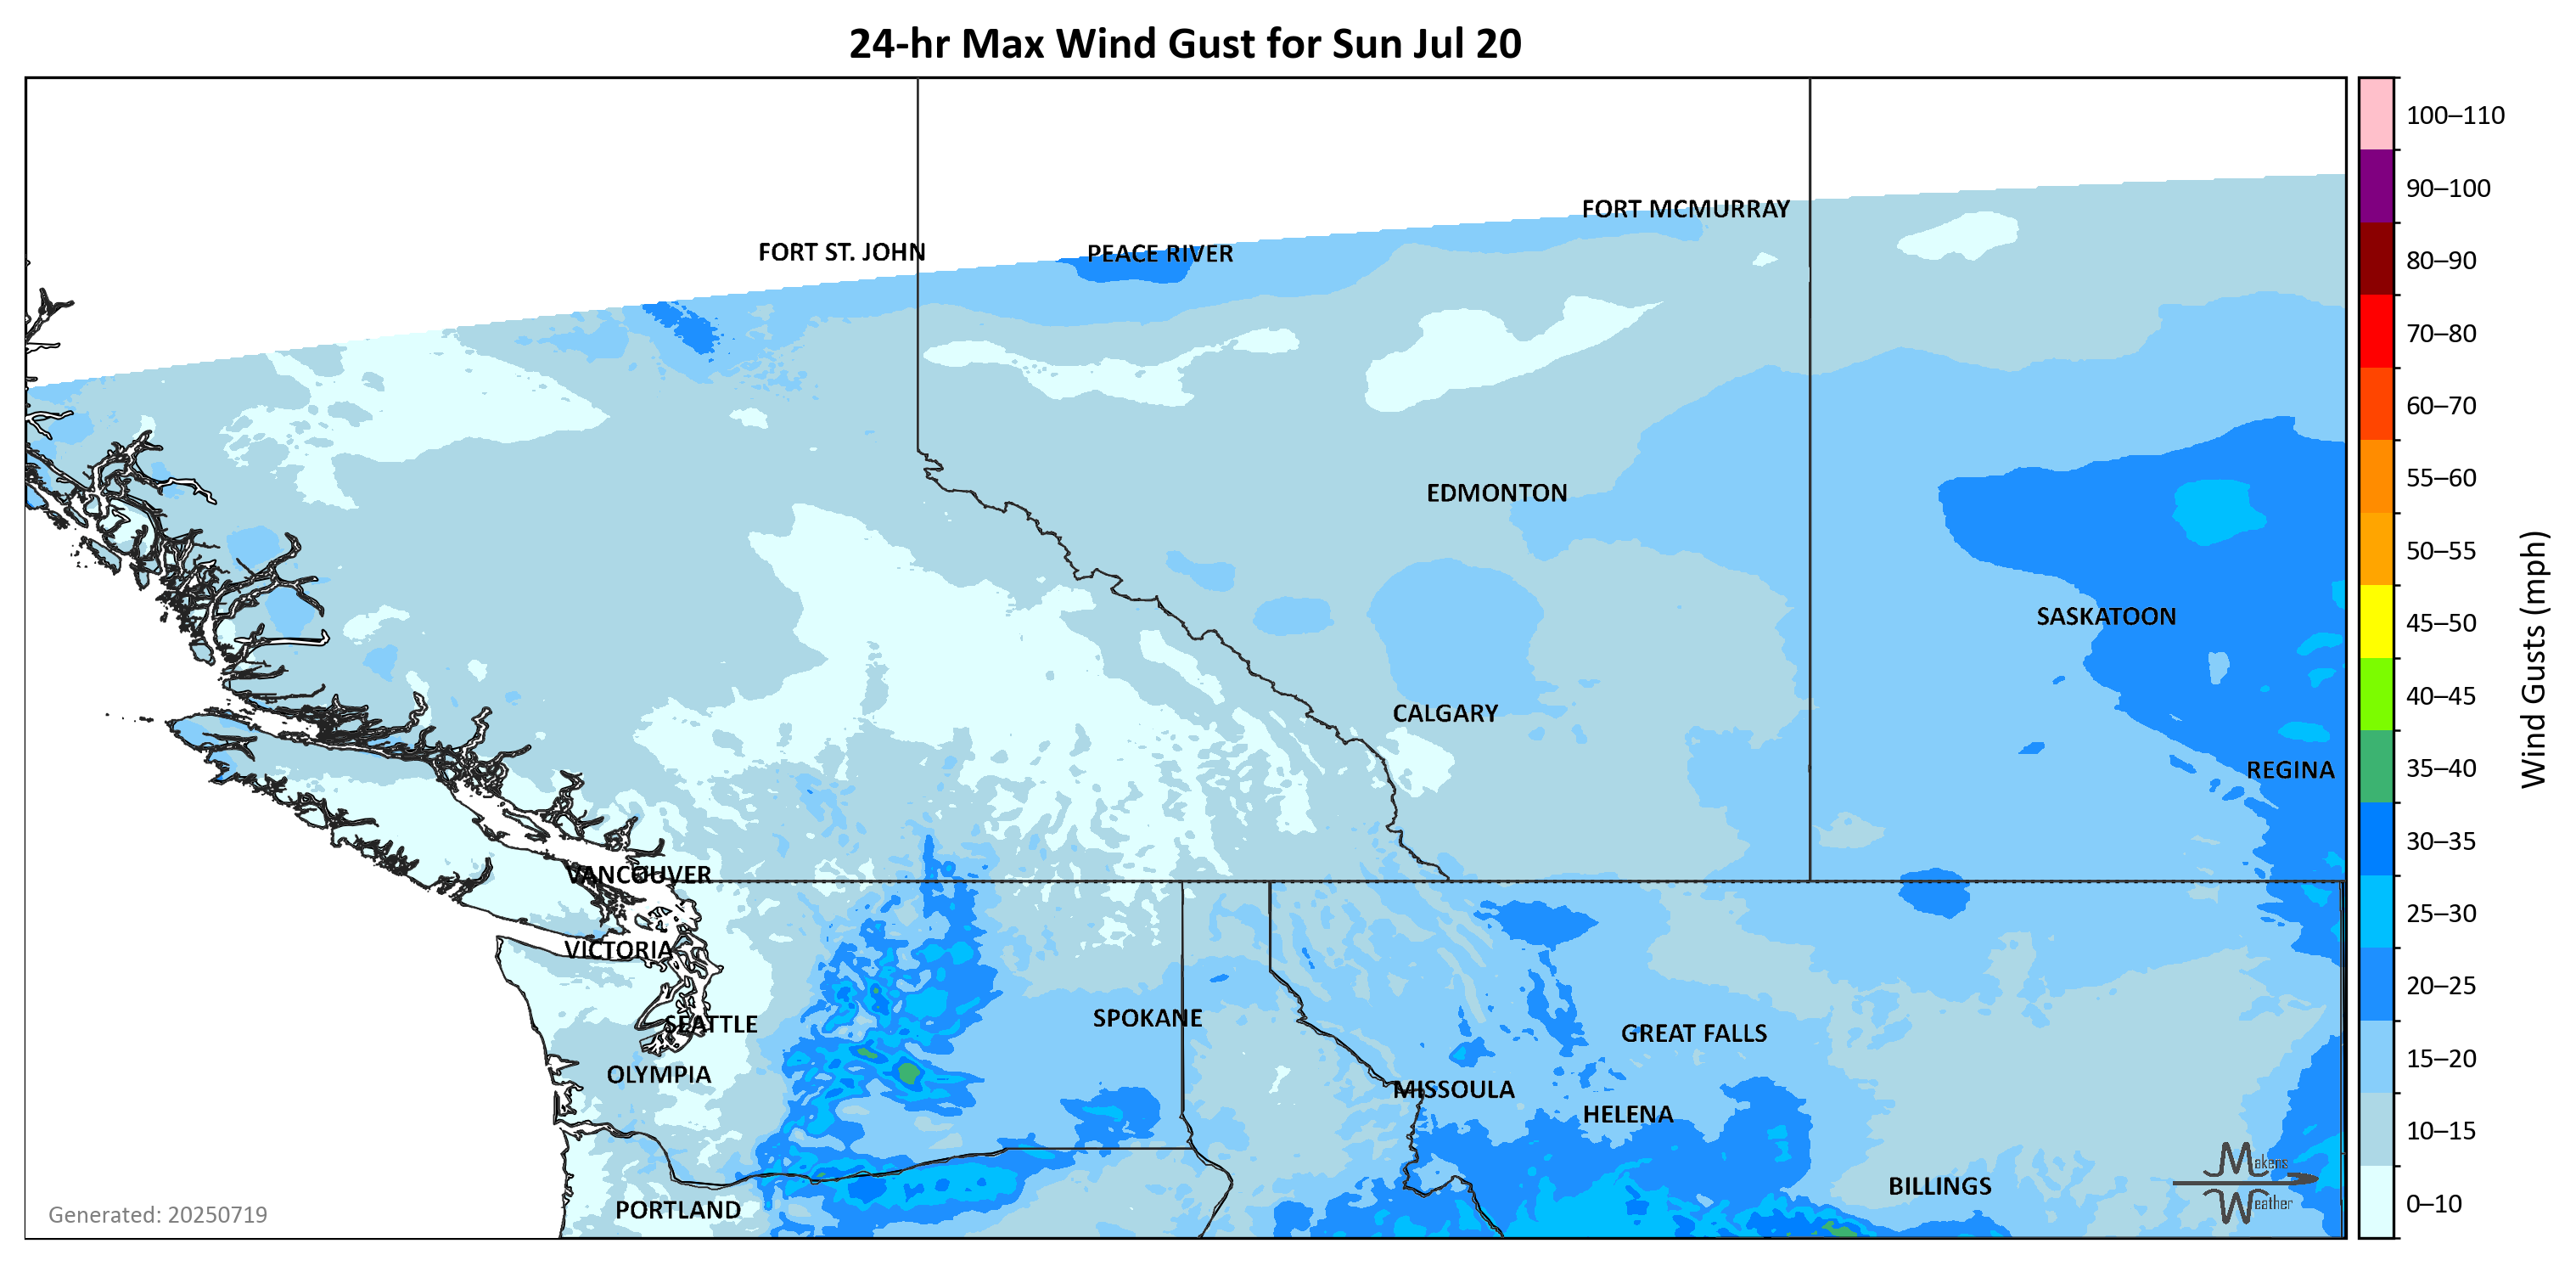 24-hr Max Wind Gust for Sun Jul 20
100–110
90–100
80–90
70–80
60–70
55–60
50–55
45–50
40–45
35–40
30–35
25–30
20–25
15–20
10–15
0–10
Wind Gusts (mph)
FORT MCMURRAY
FORT ST. JOHN
PEACE RIVER
EDMONTON
SASKATOON
CALGARY
REGINA
VANCOUVER
VICTORIA
SEATTLE
SPOKANE
GREAT FALLS
OLYMPIA
MISSOULA
HELENA
BILLINGS
PORTLAND
Makens
Weather
Generated: 20250719